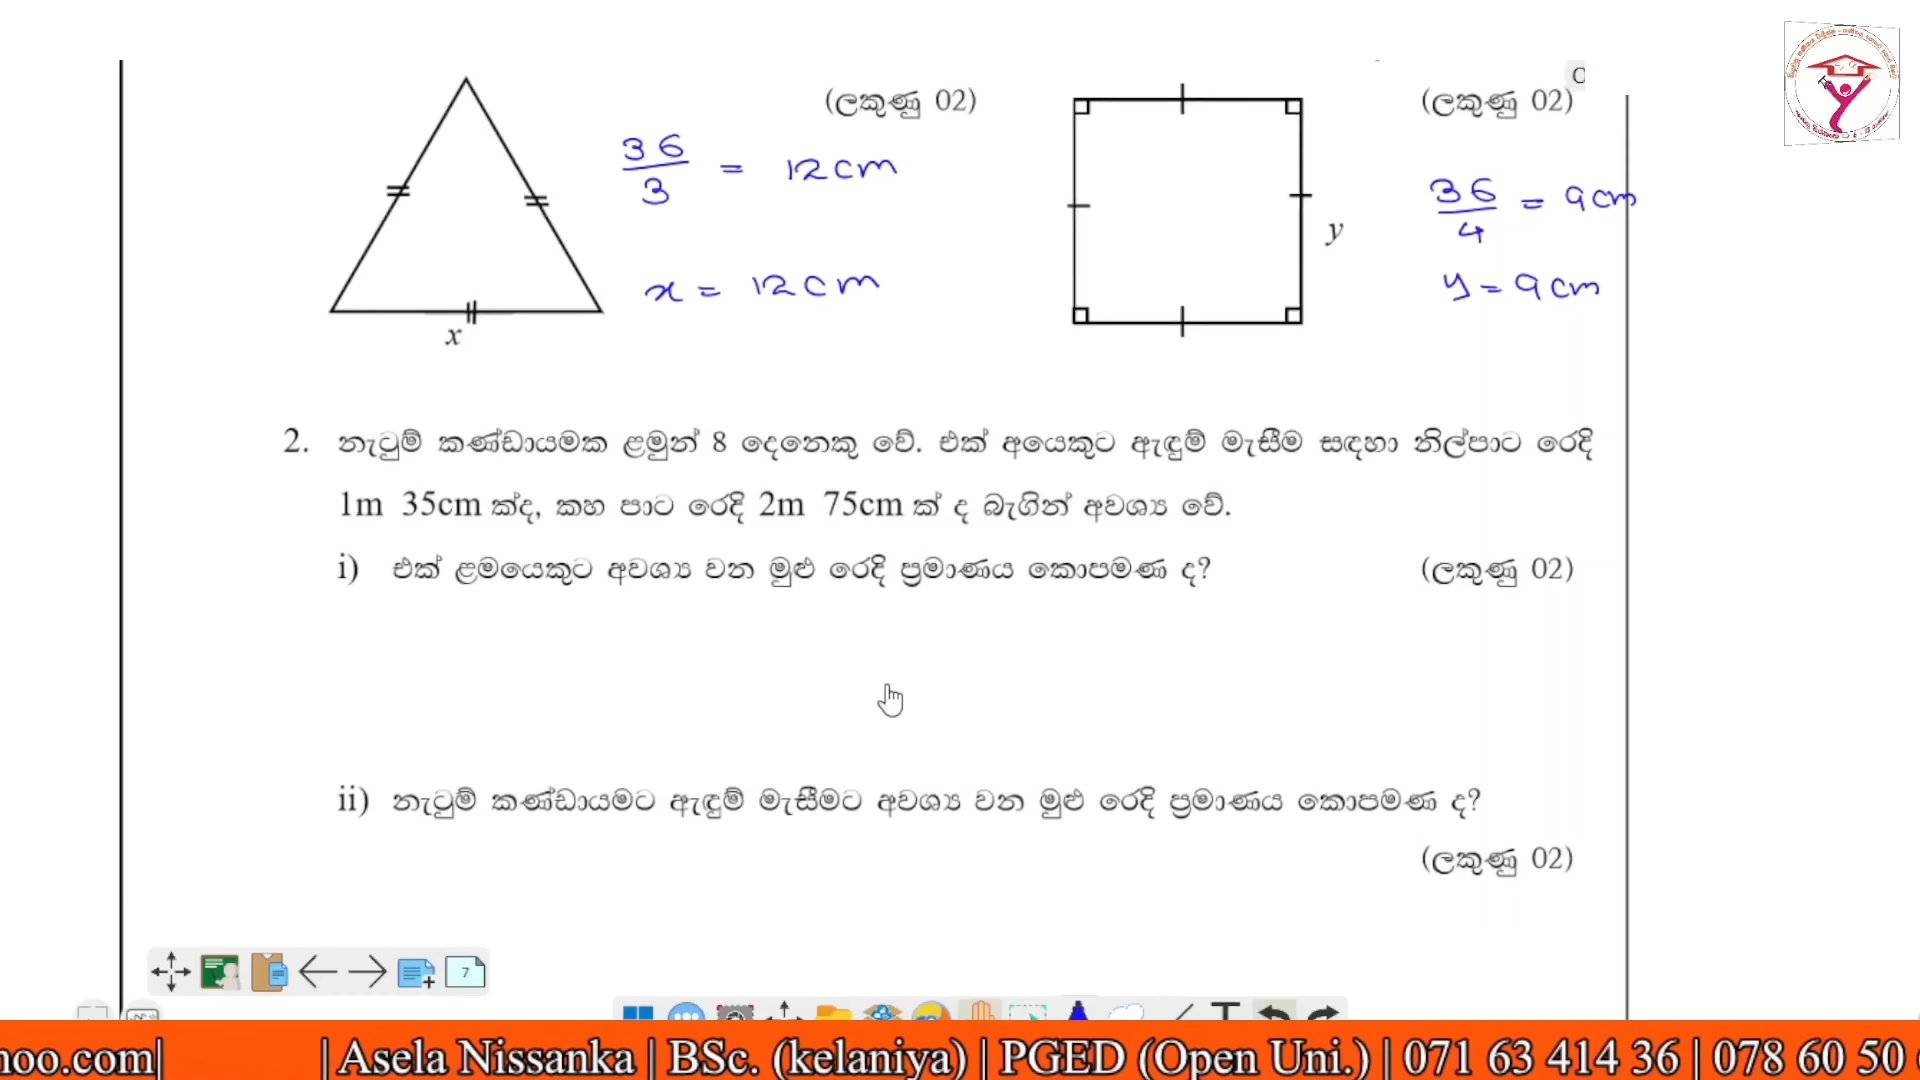 (ලකුණු 02)
(ලකුණු 02)
36
3
= 12cm
36
4
= 9cm
y
x = 12cm
y = 9cm
x
2. නැටුම් කණ්ඩායමක ළමුන් 8 දෙනෙකු වේ. එක් අයෙකුට ඇඳුම් මැසීම සඳහා නිල්පාට රෙදි
1m 35cm ක්ද, කහ පාට රෙදි 2m 75cm ක් ද බැගින් අවශ්‍ය වේ.
i) එක් ළමයෙකුට අවශ්‍ය වන මුළු රෙදි ප්‍රමාණය කොපමණ ද? (ලකුණු 02)
ii) නැටුම් කණ්ඩායමට ඇඳුම් මැසීමට අවශ්‍ය වන මුළු රෙදි ප්‍රමාණය කොපමණ ද?
(ලකුණු 02)
7
hoo.com| | Asela Nissanka | BSc. (kelaniya) | PGED (Open Uni.) | 071 63 414 36 | 078 60 50